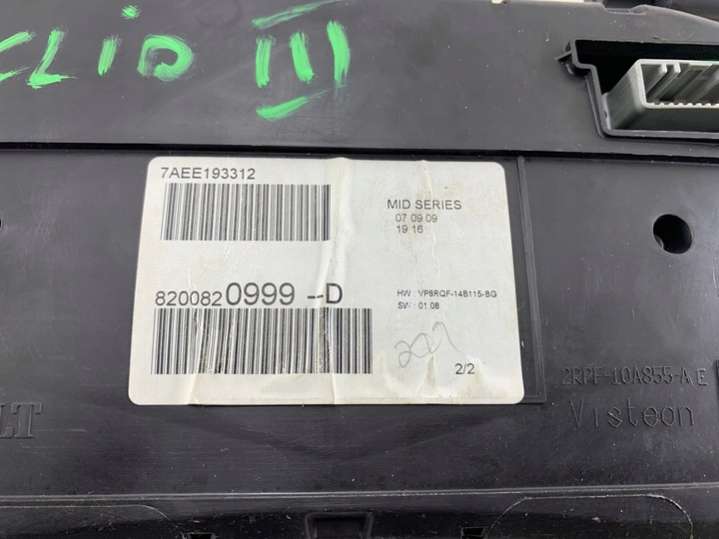 CLIO III
7AEE193312
MID SERIES
07 09 09
19 16
8200820999 --D
HW : VP8RQF-14B115-BG
SW : 01.08
2/2
2RPF-10A855-A E
Visteon
LT